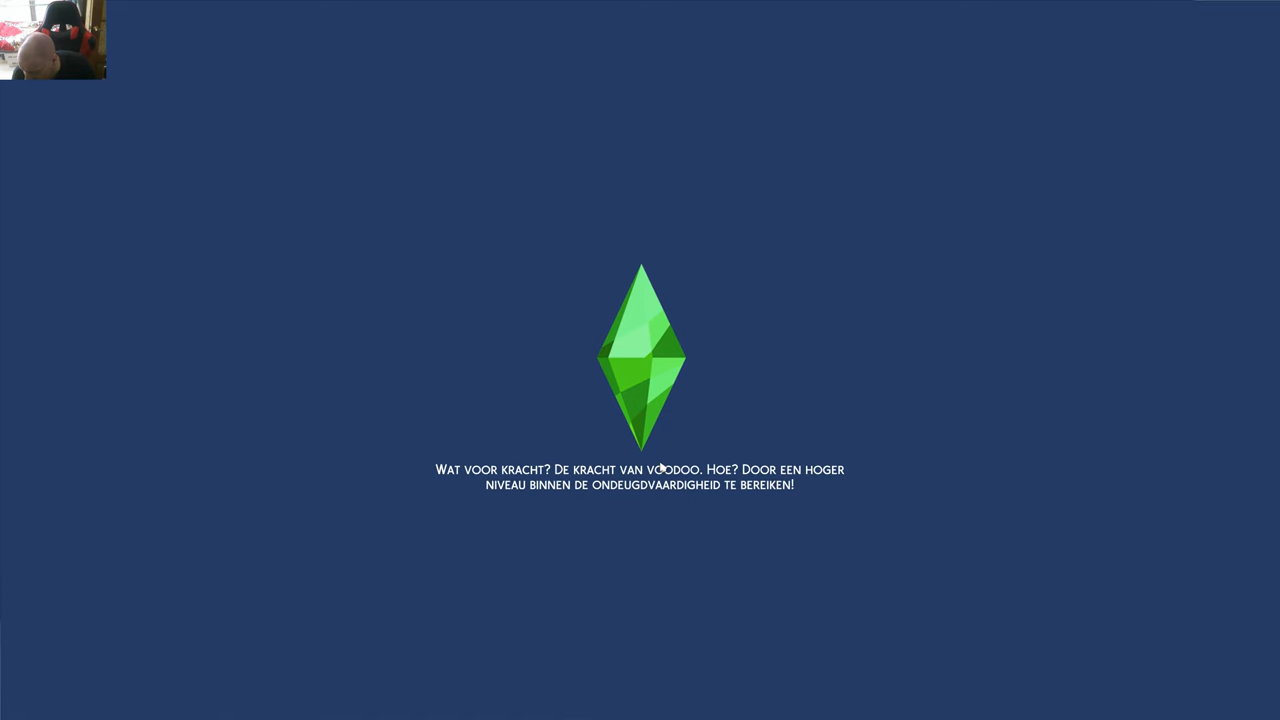 Wat voor kracht? De kracht van voodoo. Hoe? Door een hoger
niveau binnen de ondeugdvaardigheid te bereiken!